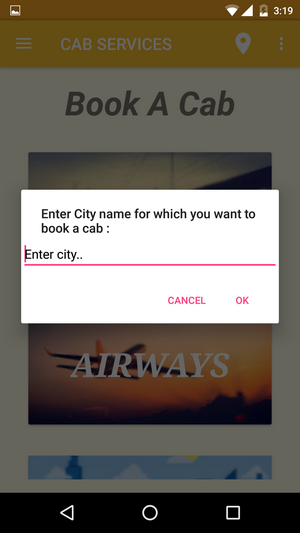 3:19
CAB SERVICES
Book A Cab
Enter City name for which you want to
book a cab :
Enter city..
CANCEL OK
AIRWAYS